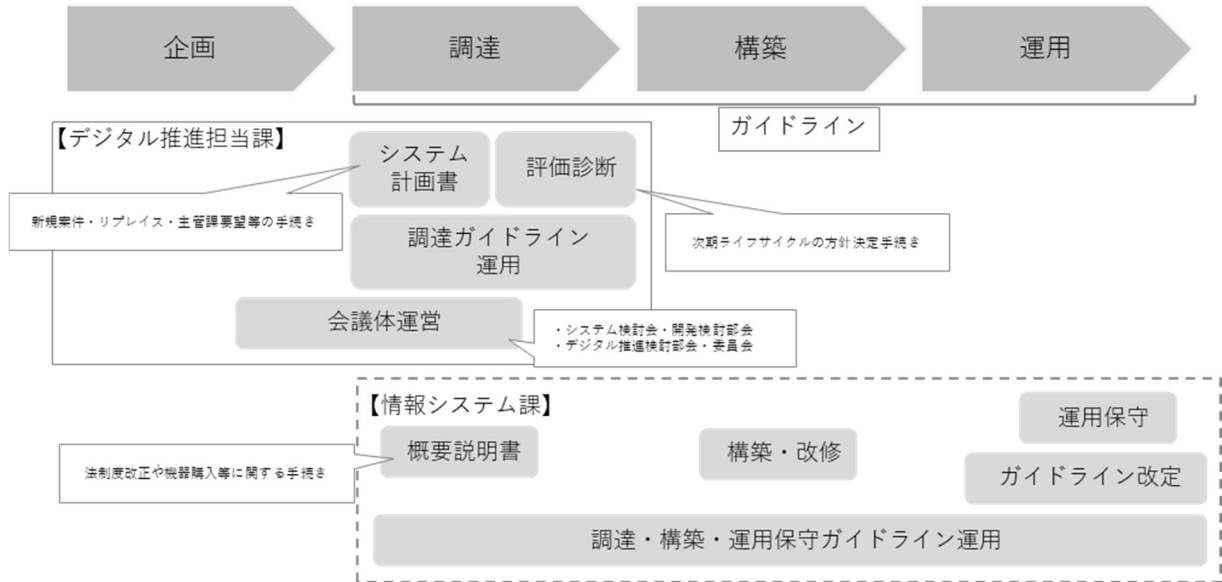 企画
調達
構築
運用
ガイドライン
【デジタル推進担当課】
システム
計画書
評価診断
新規案件・リプレイス・主管課要望等の手続き
次期ライフサイクルの方針決定手続き
調達ガイドライン
運用
会議体運営
・システム検討会・開発検討部会
・デジタル推進検討部会・委員会
【情報システム課】
運用保守
概要説明書
構築・改修
法制度改正や機器購入等に関する手続き
ガイドライン改定
調達・構築・運用保守ガイドライン運用